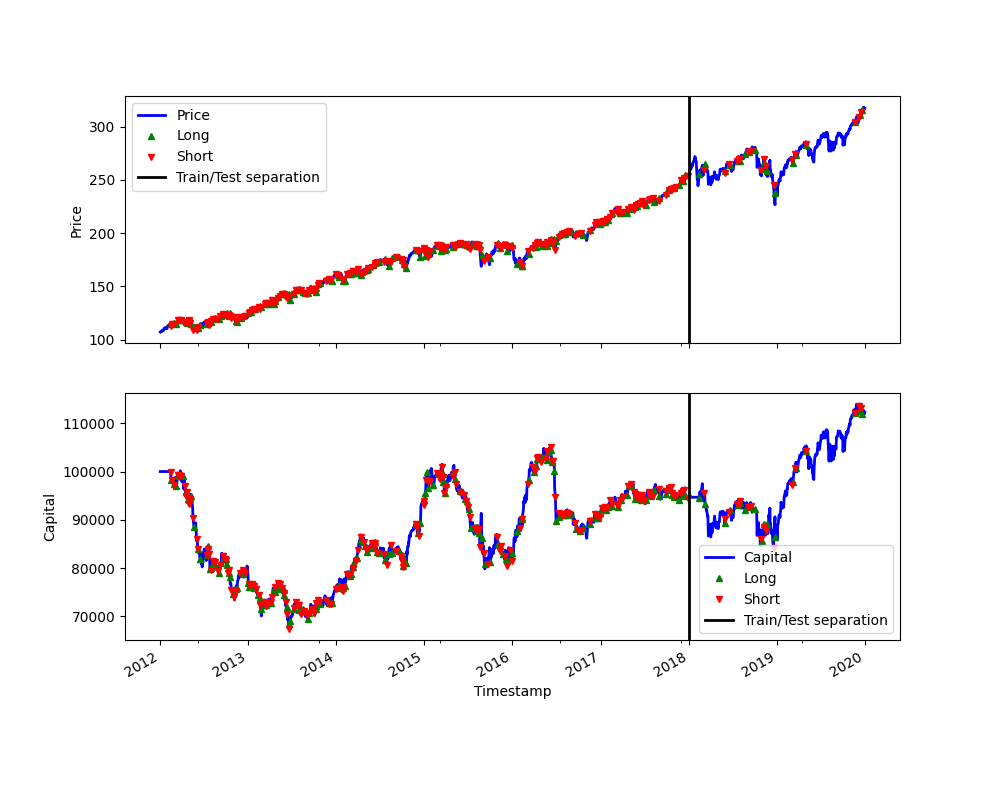 Price
Long
Short
Train/Test separation
300
250
200
150
100
Price
110000
100000
90000
80000
70000
Capital
Capital
Long
Short
Train/Test separation
2012 2013 2014 2015 2016 2017 2018 2019 2020
Timestamp